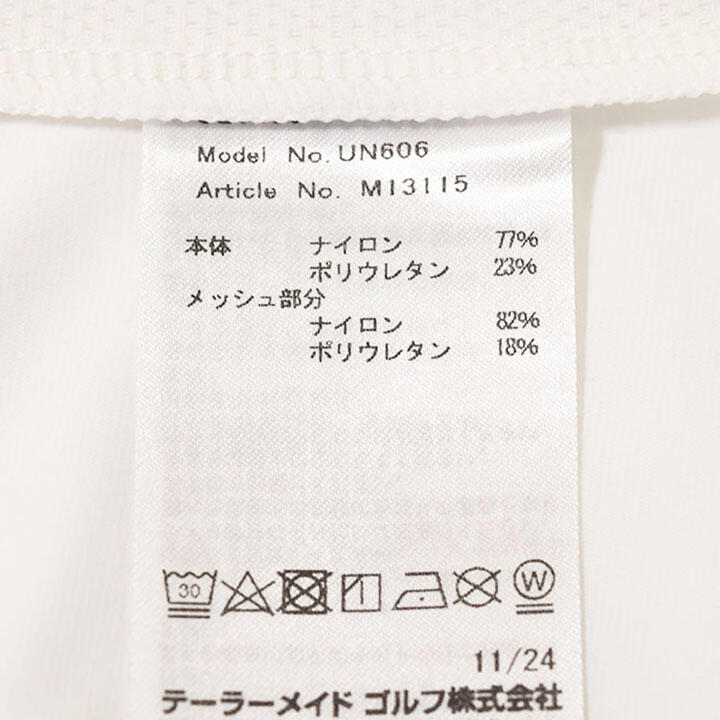 Model No. UN606
Article No. M13115
本体 ナイロン 77%
ポリウレタン 23%
メッシュ部分
ナイロン 82%
ポリウレタン 18%
30
W
11/24
テーラーメイド ゴルフ株式会社